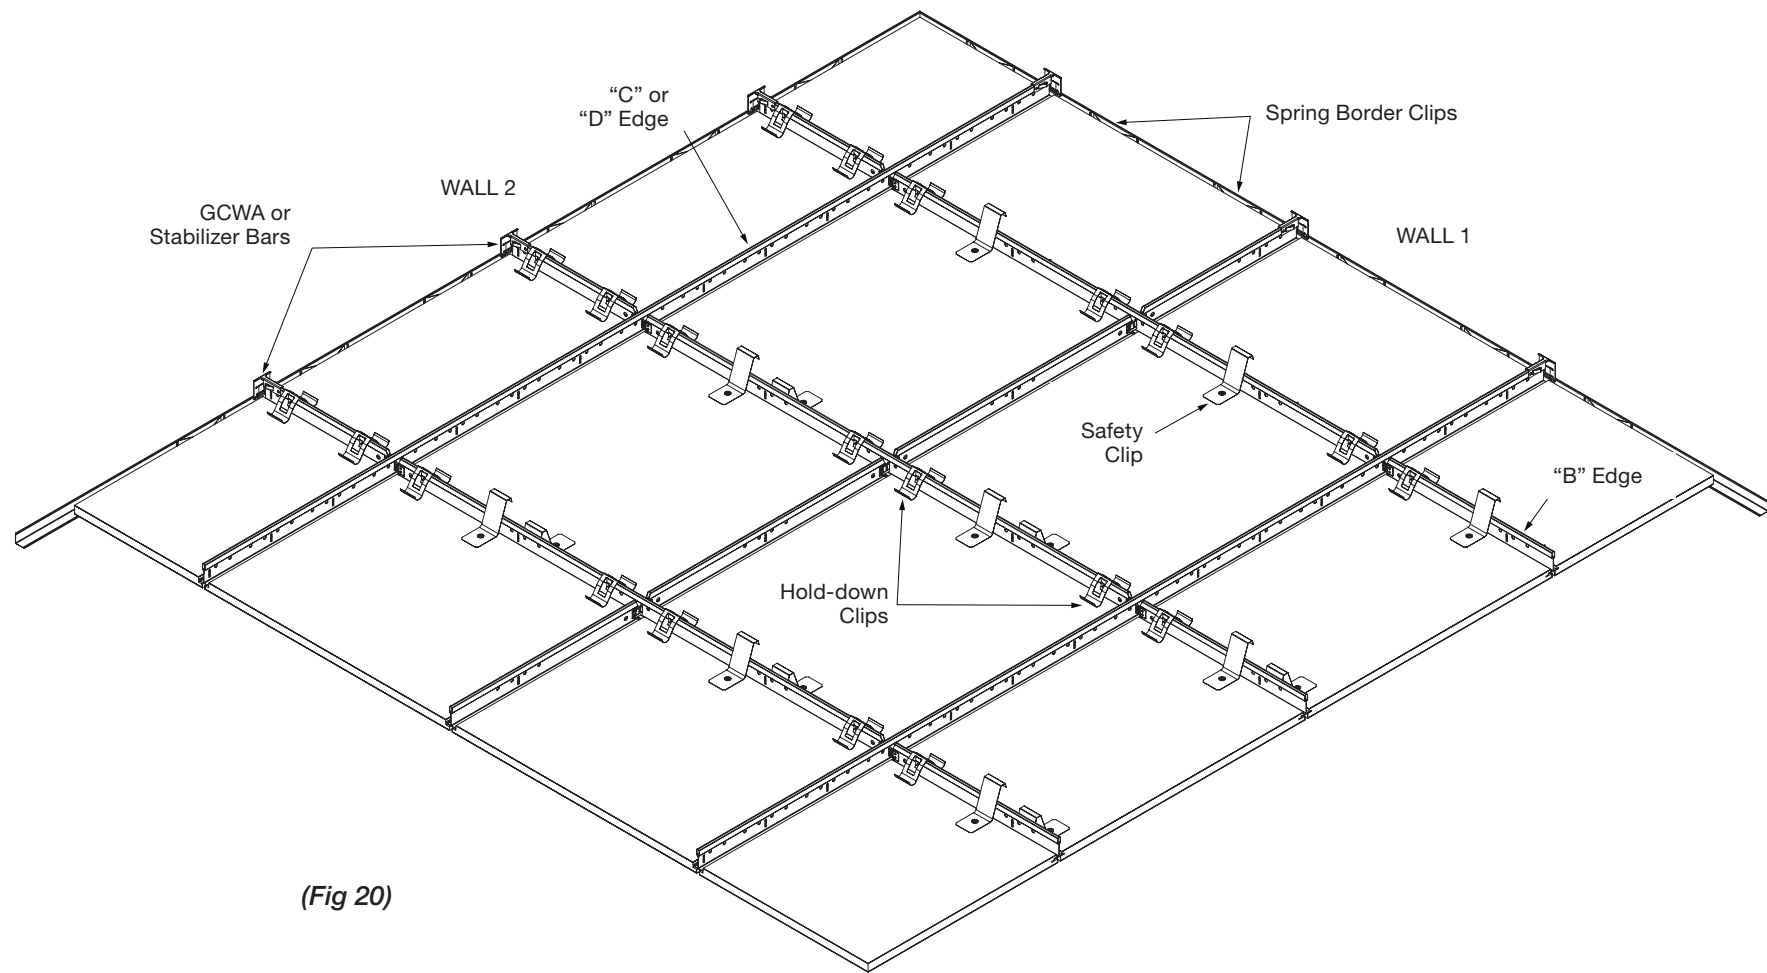 “C” or
“D” Edge
Spring Border Clips
WALL 2
GCWA or
Stabilizer Bars
WALL 1
Safety
Clip
“B” Edge
Hold-down
Clips
(Fig 20)